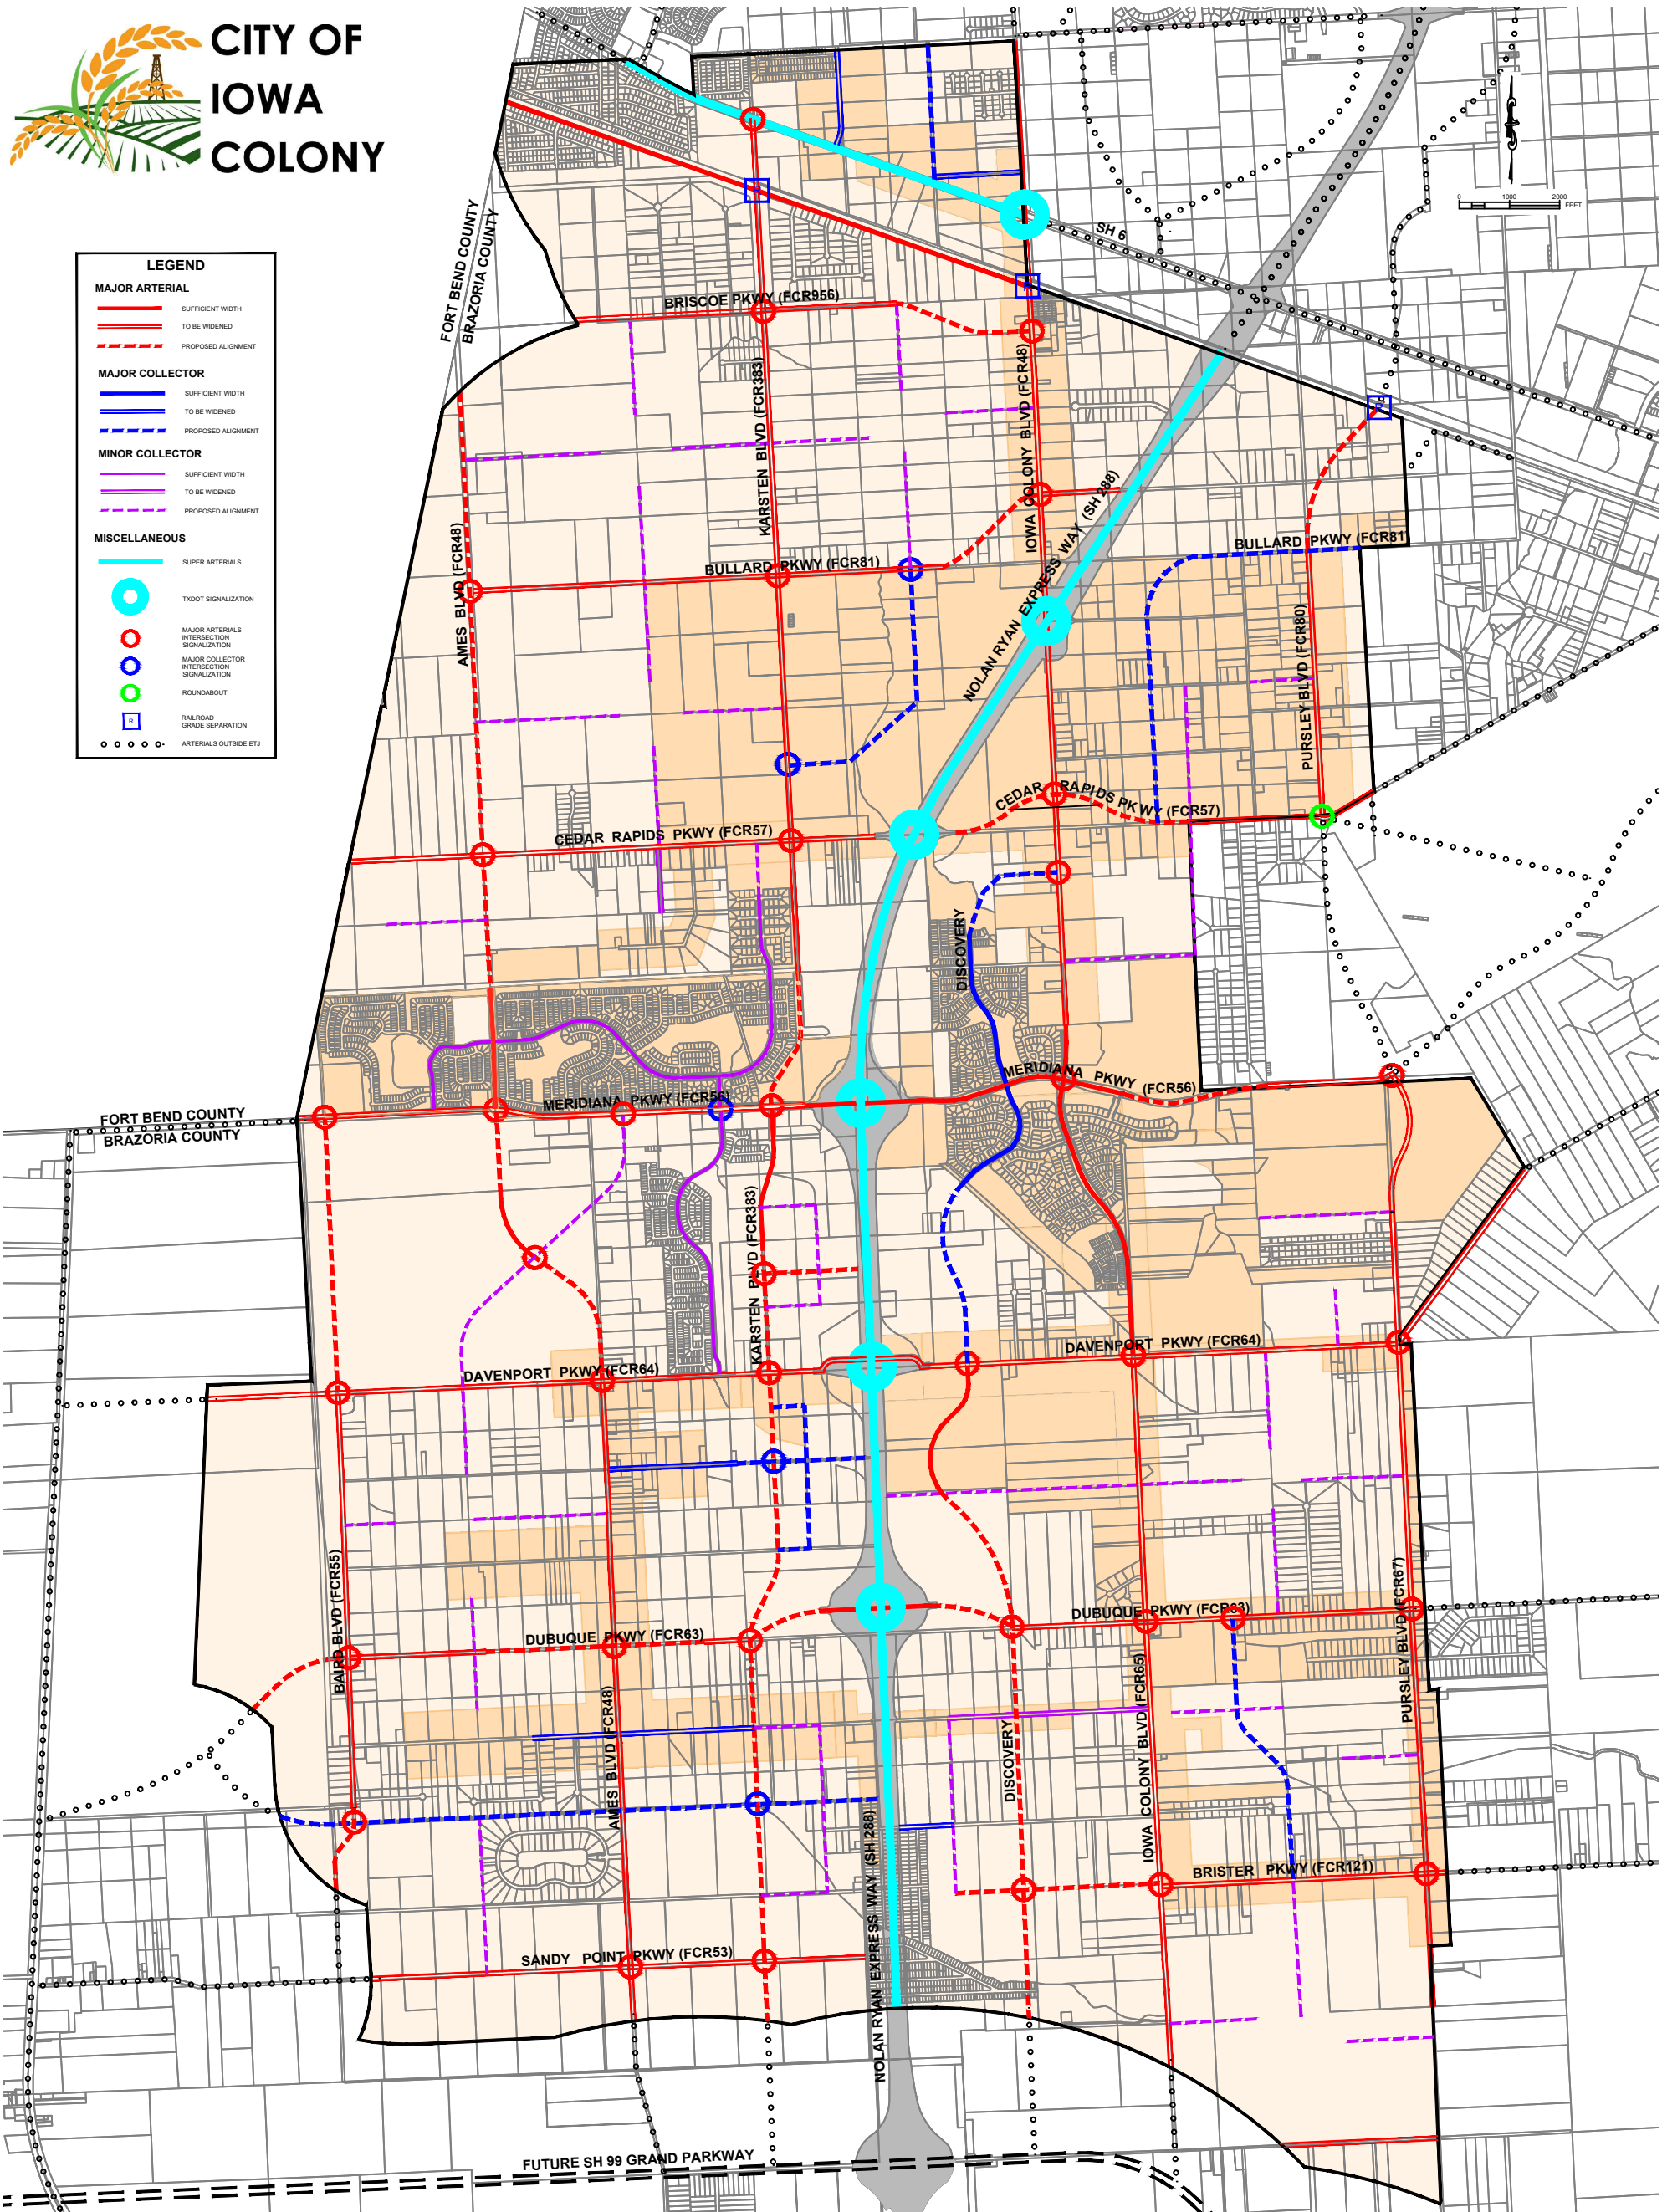 CITY OF
IOWA
COLONY
LEGEND
MAJOR ARTERIAL
SUFFICIENT WIDTH
TO BE WIDENED
PROPOSED ALIGNMENT
MAJOR COLLECTOR
SUFFICIENT WIDTH
TO BE WIDENED
PROPOSED ALIGNMENT
MINOR COLLECTOR
SUFFICIENT WIDTH
TO BE WIDENED
PROPOSED ALIGNMENT
MISCELLANEOUS
SUPER ARTERIALS
TXDOT SIGNALIZATION
MAJOR ARTERIALS
INTERSECTION
SIGNALIZATION
MAJOR COLLECTOR
INTERSECTION
SIGNALIZATION
ROUNDABOUT
R
RAILROAD
GRADE SEPARATION
ARTERIALS OUTSIDE ETJ
0 1000 2000
FEET
SH 6
FORT BEND COUNTY
BRAZORIA COUNTY
BRISCOE PKWY (FCR956)
KARSTEN BLVD (FCR383)
IOWA COLONY BLVD (FCR48)
NOLAN RYAN EXPRESS WAY (SH 288)
AMES BLVD (FCR48)
BULLARD PKWY (FCR81)
BULLARD PKWY (FCR81)
PURSLEY BLVD (FCR80)
CEDAR RAPIDS PKWY (FCR57)
CEDAR RAPIDS PKWY (FCR57)
DISCOVERY
MERIDIANA PKWY (FCR56)
MERIDIANA PKWY (FCR56)
FORT BEND COUNTY
BRAZORIA COUNTY
KARSTEN BLVD (FCR383)
DAVENPORT PKWY (FCR64)
DAVENPORT PKWY (FCR64)
BAIRD BLVD (FCR55)
DUBUQUE PKWY (FCR63)
DUBUQUE PKWY (FCR63)
PURSLEY BLVD (FCR67)
AMES BLVD (FCR48)
DISCOVERY
IOWA COLONY BLVD (FCR65)
BRISTER PKWY (FCR121)
SANDY POINT PKWY (FCR53)
NOLAN RYAN EXPRESS WAY (SH 288)
FUTURE SH 99 GRAND PARKWAY